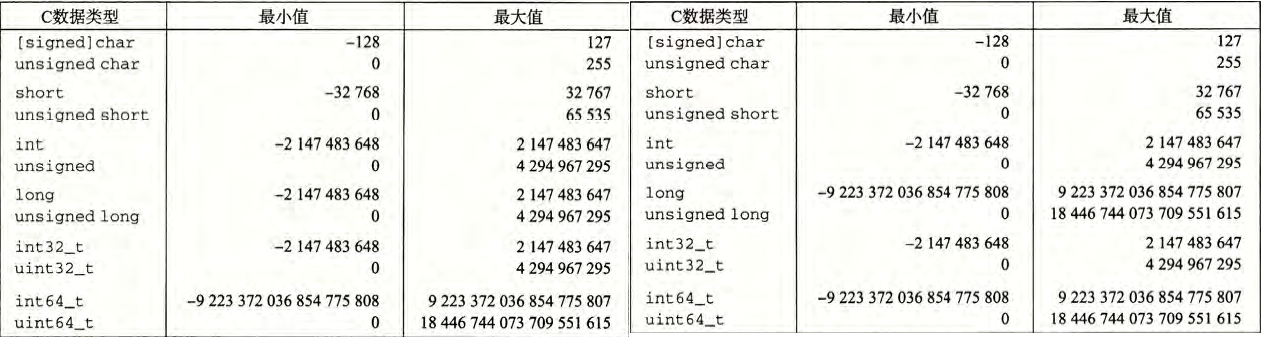 C数据类型 最小值 最大值
[signed]char -128 127
unsigned char 0 255
short -32 768 32 767
unsigned short 0 65 535
int -2 147 483 648 2 147 483 647
unsigned 0 4 294 967 295
long -2 147 483 648 2 147 483 647
unsigned long 0 4 294 967 295
int32_t -2 147 483 648 2 147 483 647
uint32_t 0 4 294 967 295
int64_t -9 223 372 036 854 775 808 9 223 372 036 854 775 807
uint64_t 0 18 446 744 073 709 551 615
C数据类型 最小值 最大值
[signed]char -128 127
unsigned char 0 255
short -32 768 32 767
unsigned short 0 65 535
int -2 147 483 648 2 147 483 647
unsigned 0 4 294 967 295
long -9 223 372 036 854 775 808 9 223 372 036 854 775 807
unsigned long 0 18 446 744 073 709 551 615
int32_t -2 147 483 648 2 147 483 647
uint32_t 0 4 294 967 295
int64_t -9 223 372 036 854 775 808 9 223 372 036 854 775 807
uint64_t 0 18 446 744 073 709 551 615